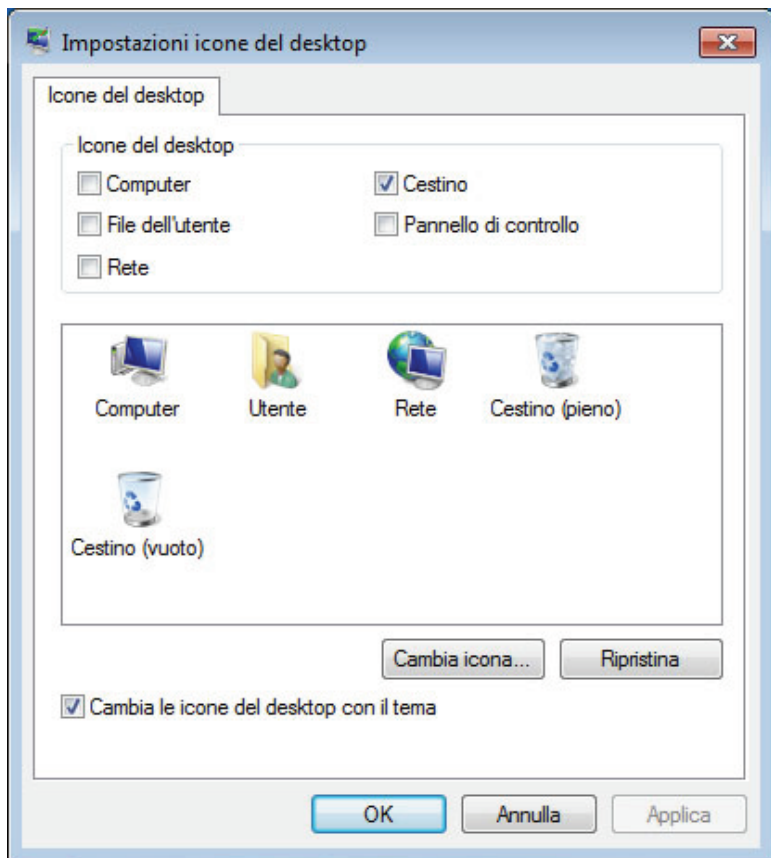 Impostazioni icone del desktop
Icone del desktop
Icone del desktop
Computer
Cestino
File dell'utente
Pannello di controllo
Rete
Computer
Utente
Rete
Cestino (pieno)
Cestino (vuoto)
Cambia icona...
Ripristina
Cambia le icone del desktop con il tema
OK
Annulla
Applica